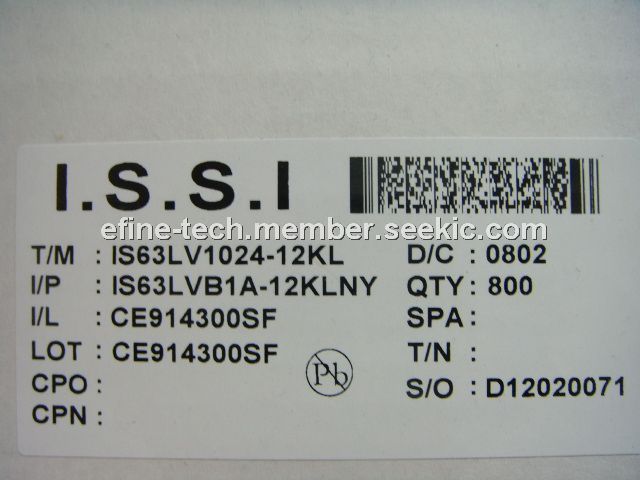 I.S.S.I
efine-tech.member.seekic.com
T/M : IS63LV1024-12KL
I/P : IS63LVB1A-12KLNY
I/L : CE914300SF
LOT : CE914300SF
CPO :
CPN :
Pb
D/C : 0802
QTY : 800
SPA :
T/N :
S/O : D12020071